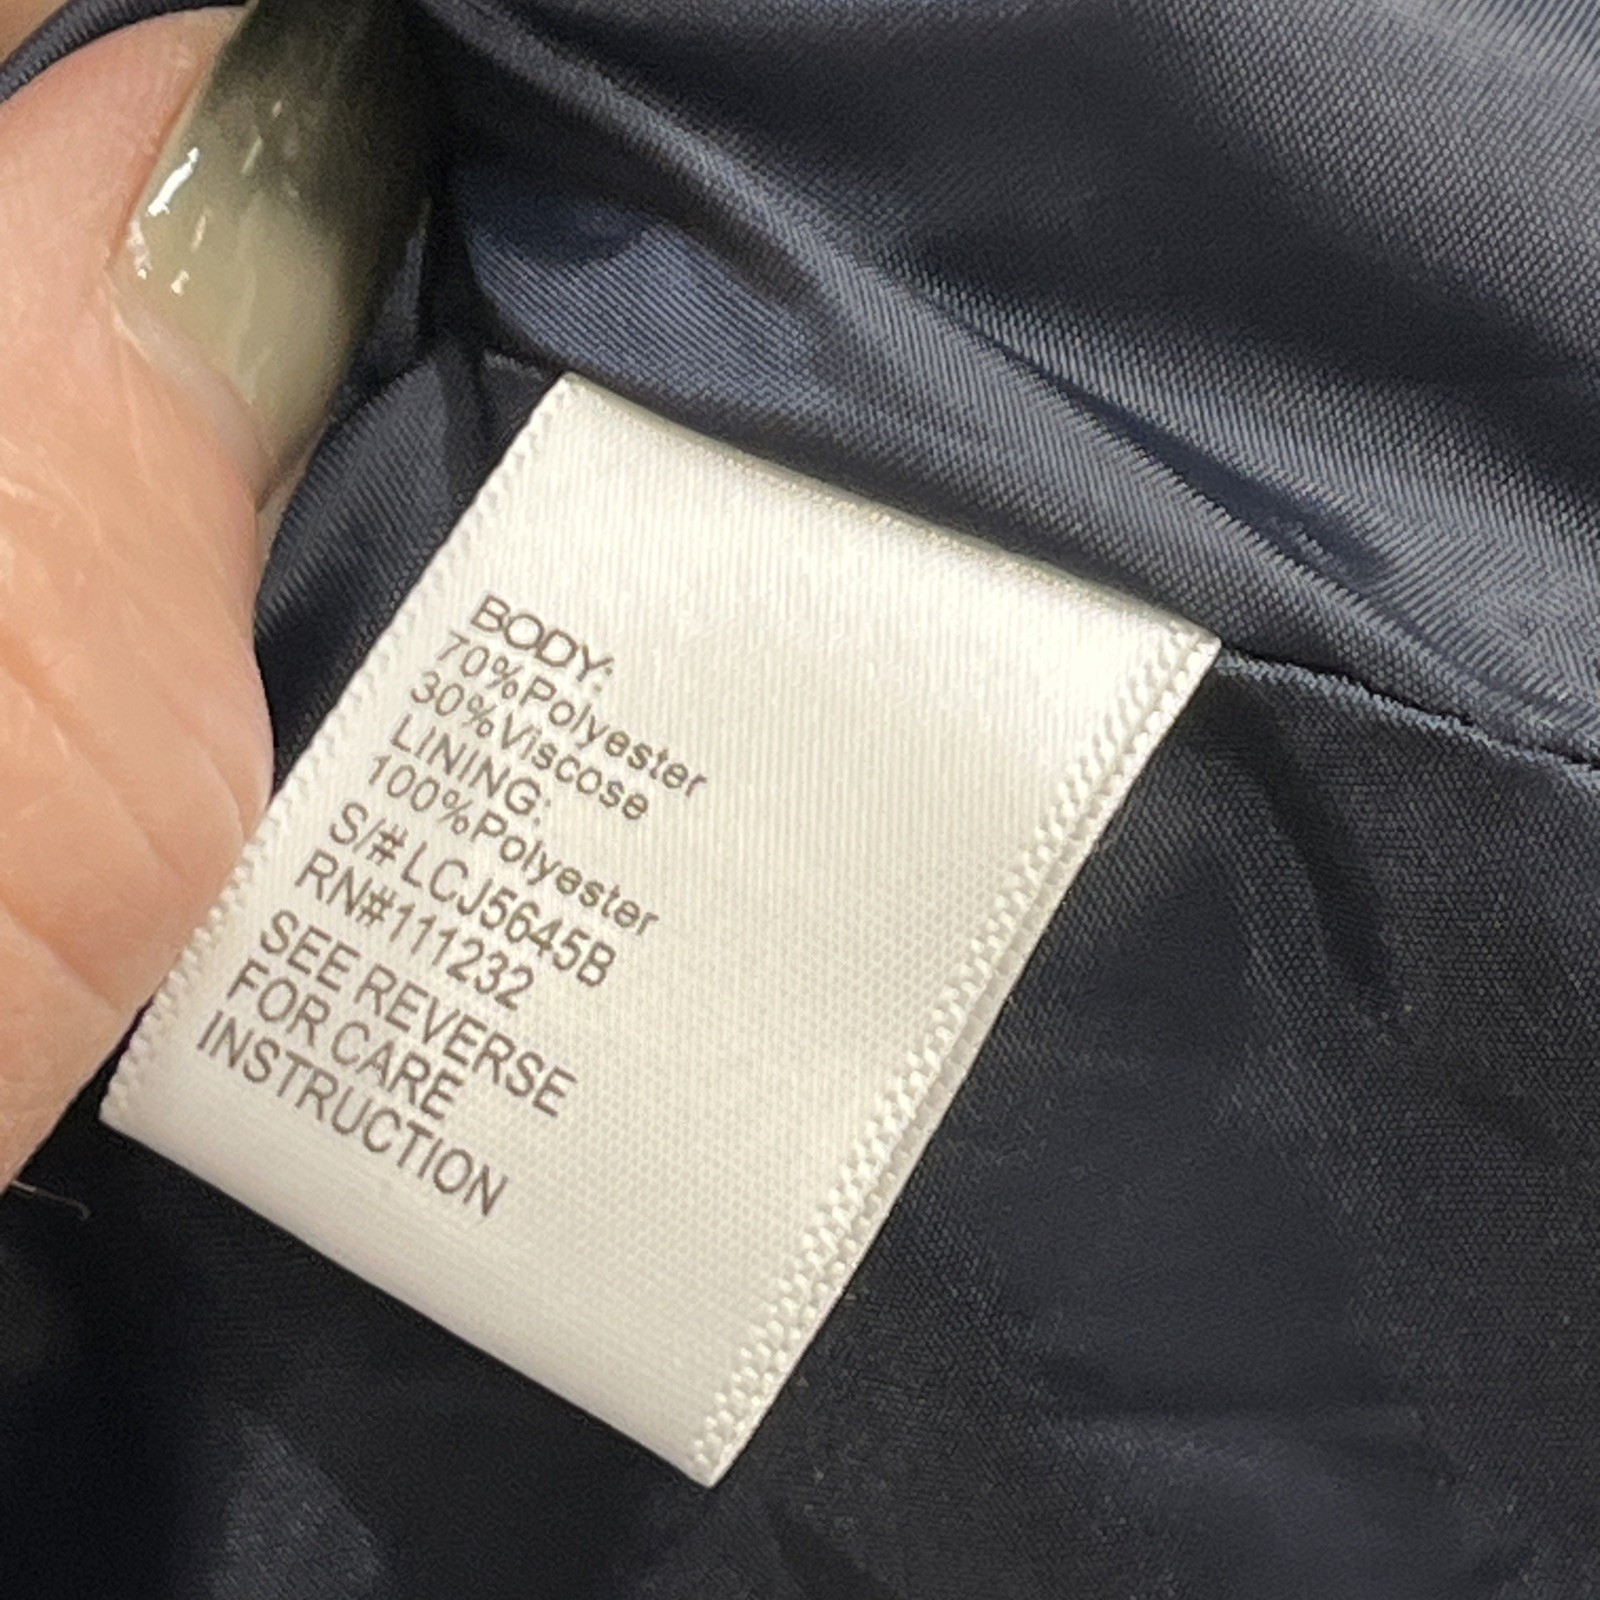 BODY:
70%Polyester
30%Viscose
LINING:
100%Polyester
S/# LCJ5645B
RN#111232
SEE REVERSE
FOR CARE
INSTRUCTION